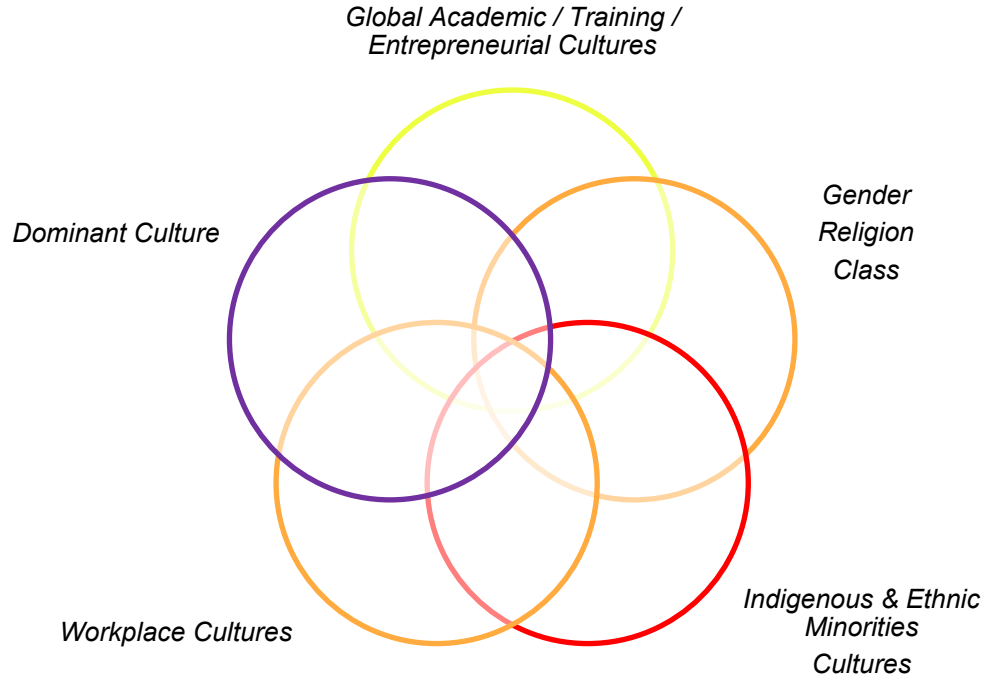 Global Academic / Training /
Entrepreneurial Cultures
Gender
Religion
Class
Dominant Culture
Workplace Cultures
Indigenous & Ethnic
Minorities
Cultures